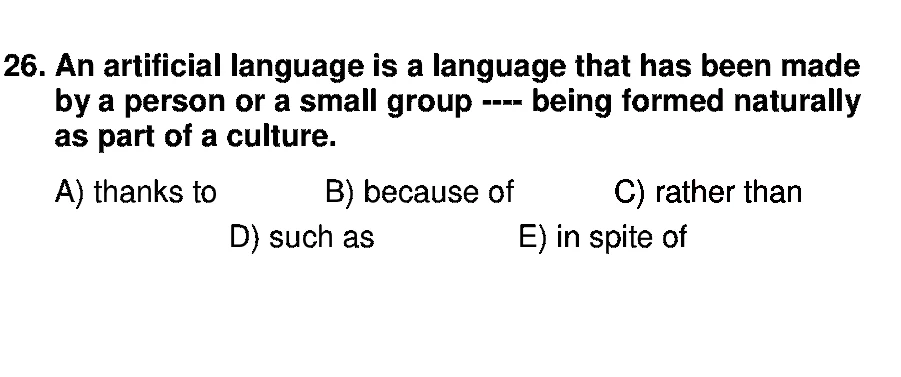 26. An artificial language is a language that has been made
by a person or a small group ---- being formed naturally
as part of a culture.
A) thanks to B) because of C) rather than
D) such as E) in spite of